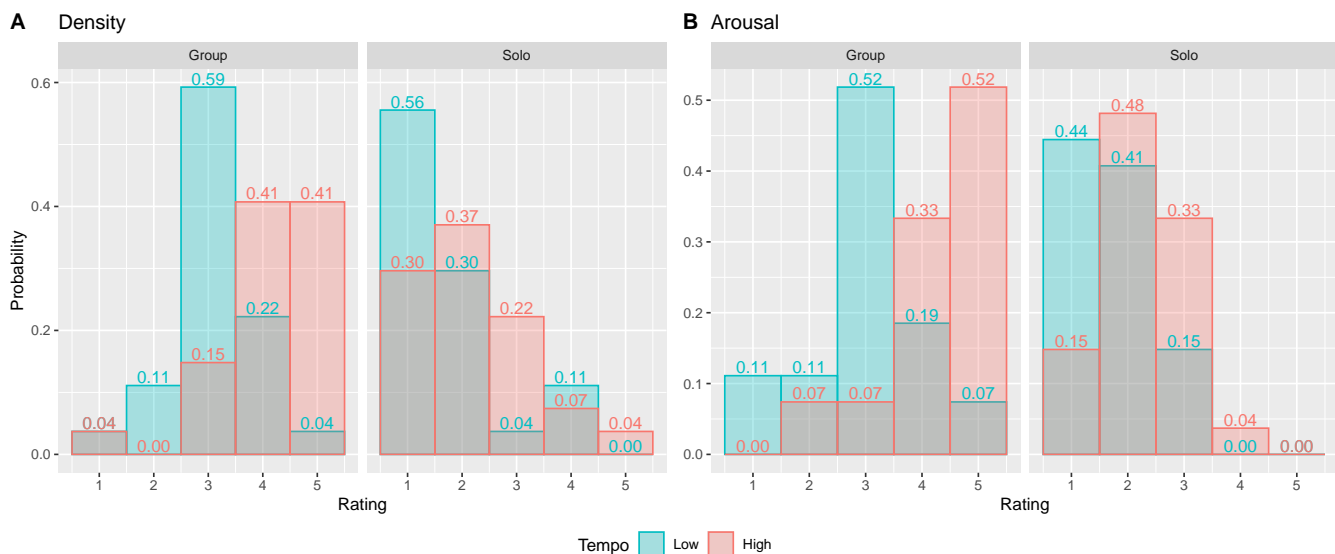 A Density
Group Solo
0.04 0.04 0.11 0.00 0.59 0.15 0.41 0.22 0.41 0.04
0.56 0.30 0.37 0.30 0.22 0.04 0.11 0.07 0.04 0.00
Probability
0.6
0.4
0.2
0.0
1 2 3 4 5 1 2 3 4 5
Rating
B Arousal
Group Solo
0.11 0.00 0.11 0.07 0.52 0.07 0.33 0.19 0.52 0.07
0.44 0.15 0.48 0.41 0.33 0.15 0.04 0.00 0.00 0.00
0.5
0.4
0.3
0.2
0.1
0.0
1 2 3 4 5 1 2 3 4 5
Rating
Tempo Low High